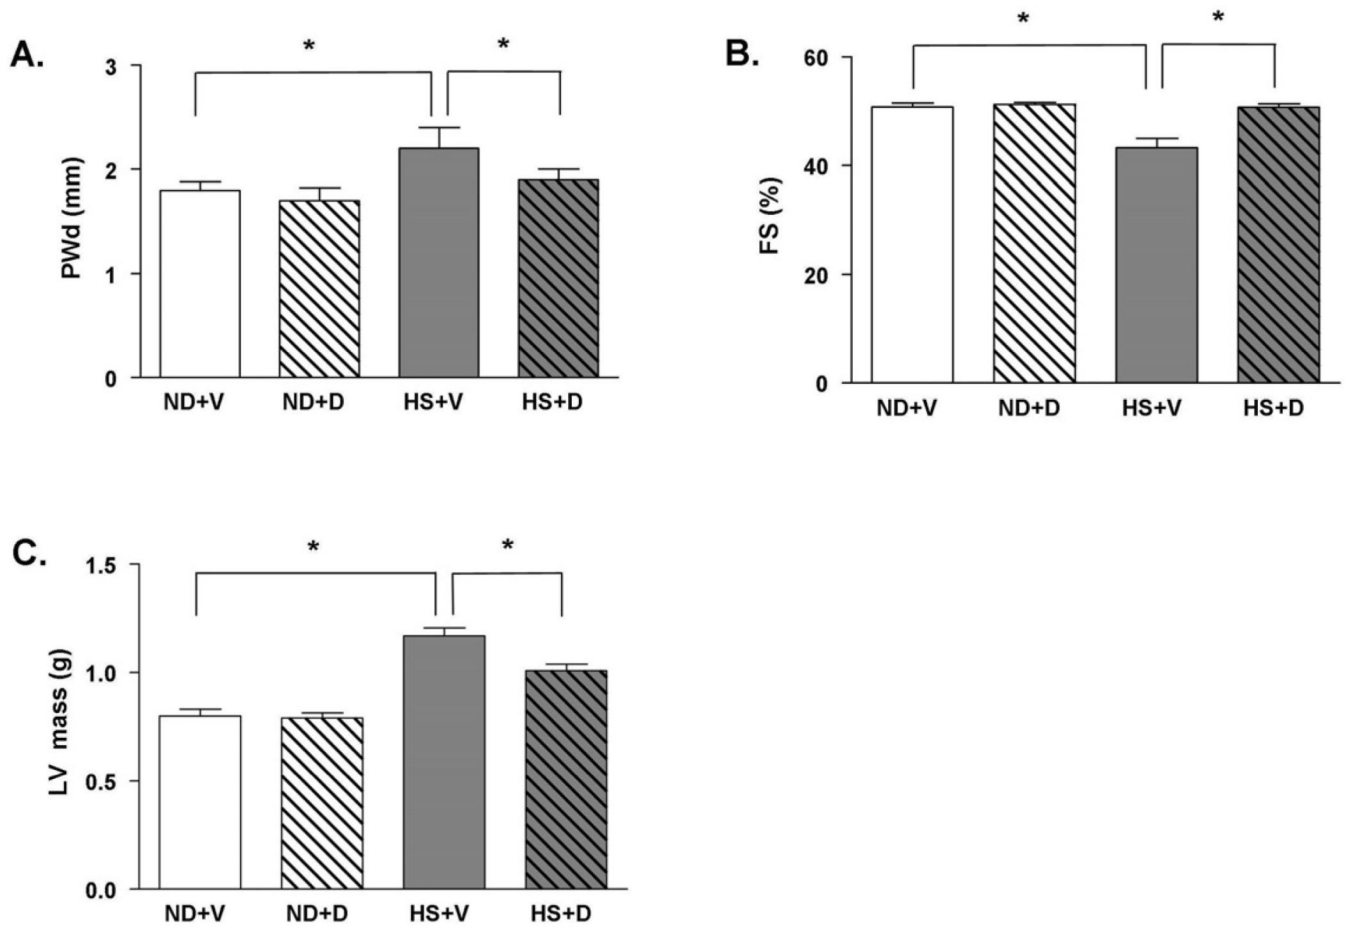 A.
*
*
PWd (mm)
3
2
1
0
ND+V ND+D HS+V HS+D
B.
*
*
FS (%)
60
40
20
0
ND+V ND+D HS+V HS+D
C.
*
*
LV mass (g)
1.5
1.0
0.5
0.0
ND+V ND+D HS+V HS+D